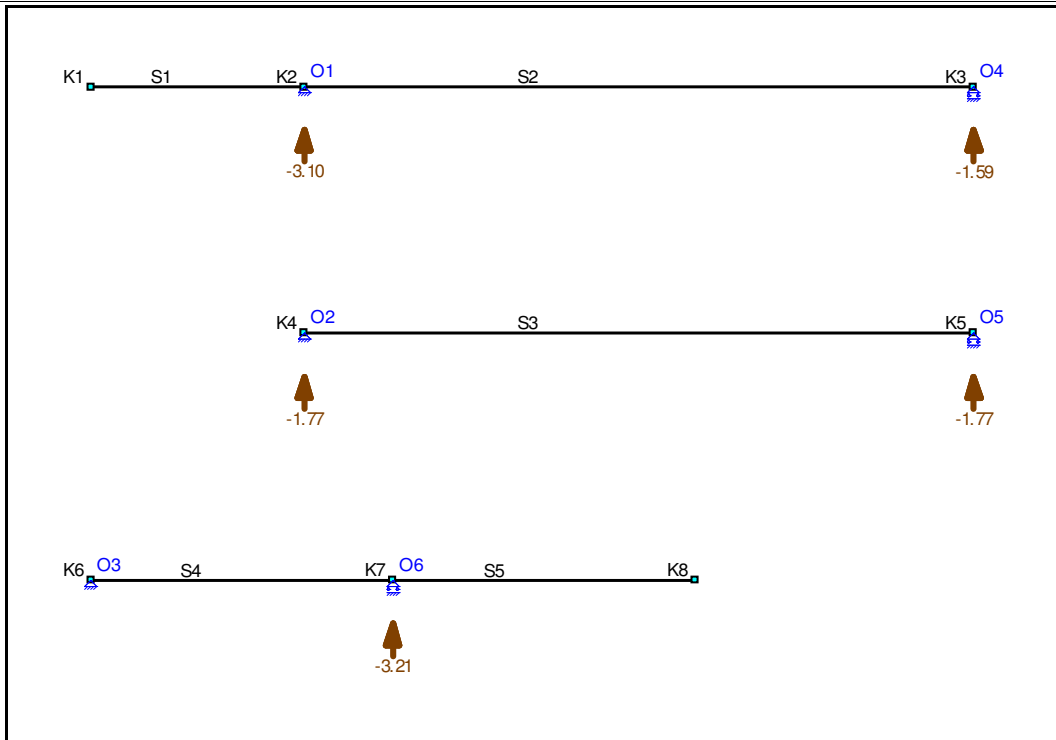 K1 S1 K2 O1 S2 K3 O4
-3.10 -1.59
K4 O2 S3 K5 O5
-1.77 -1.77
K6 O3 S4 K7 O6 S5 K8
-3.21